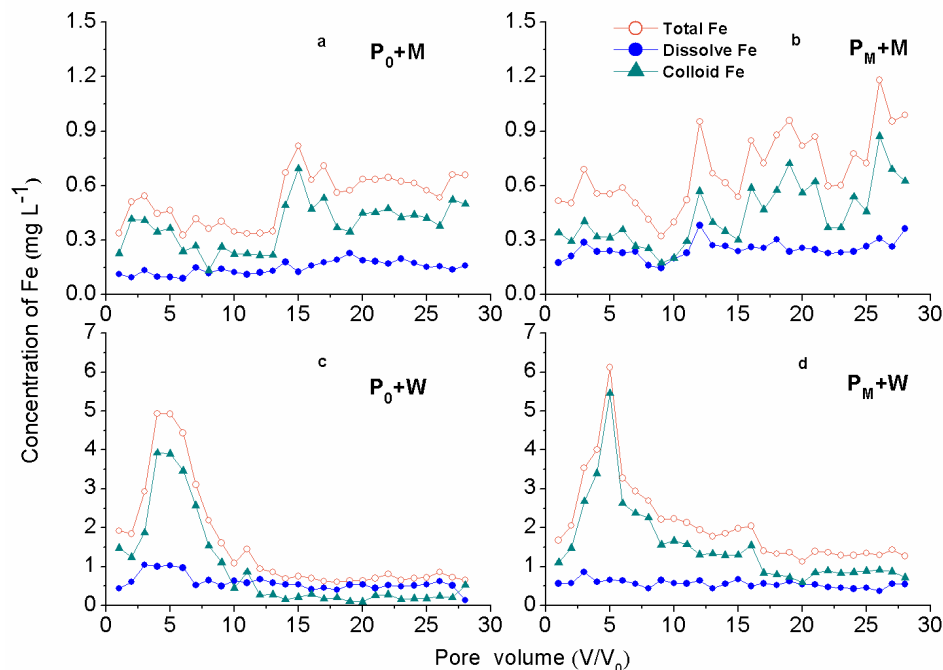 Concentration of Fe (mg L⁻¹)
1.5
1.2
0.9
0.6
0.3
0.0
a
P₀+M
0 5 10 15 20 25 30
Total Fe
Dissolve Fe
Colloid Fe
1.5
1.2
0.9
0.6
0.3
0.0
b
P_M+M
0 5 10 15 20 25 30
7
6
5
4
3
2
1
0
c
P₀+W
0 5 10 15 20 25 30
7
6
5
4
3
2
1
0
d
P_M+W
0 5 10 15 20 25 30
Pore volume (V/V₀)